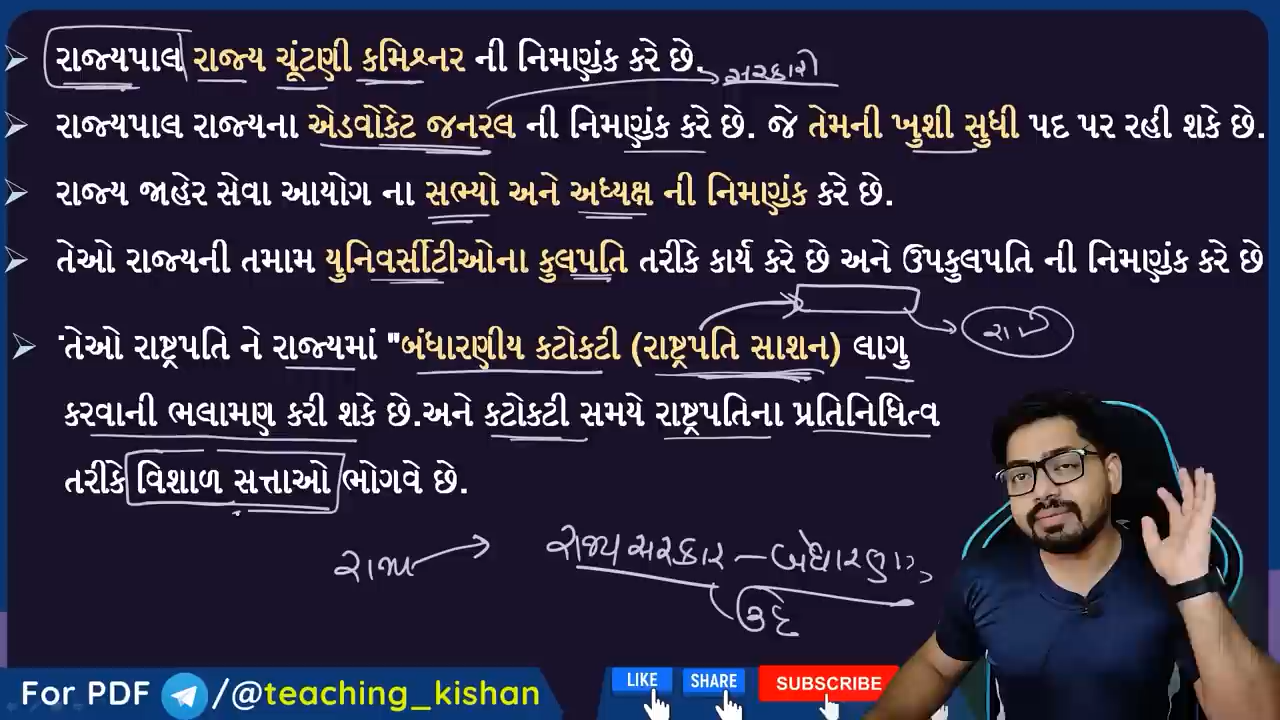 રાજ્યપાલ રાજ્ય ચૂંટણી કમિશ્નર ની નિમણુંક કરે છે.
સરકારી
રાજ્યપાલ રાજ્યના એડવોકેટ જનરલ ની નિમણુંક કરે છે. જે તેમની ખુશી સુધી પદ પર રહી શકે છે.
રાજ્ય જાહેર સેવા આયોગ ના સભ્યો અને અધ્યક્ષ ની નિમણુંક કરે છે.
તેઓ રાજ્યની તમામ યુનિવર્સીટીઓના કુલપતિ તરીકે કાર્ય કરે છે અને ઉપકુલપતિ ની નિમણુંક કરે છે
તેઓ રાષ્ટ્રપતિ ને રાજ્યમાં "બંધારણીય કટોકટી (રાષ્ટ્રપતિ સાશન) લાગુ
કરવાની ભલામણ કરી શકે છે.અને કટોકટી સમયે રાષ્ટ્રપતિના પ્રતિનિધિત્વ
તરીકે વિશાળ સત્તાઓ ભોગવે છે.
રાજ્ય સરકાર – બંધારણ
For PDF /@teaching_kishan
LIKE SHARE SUBSCRIBE